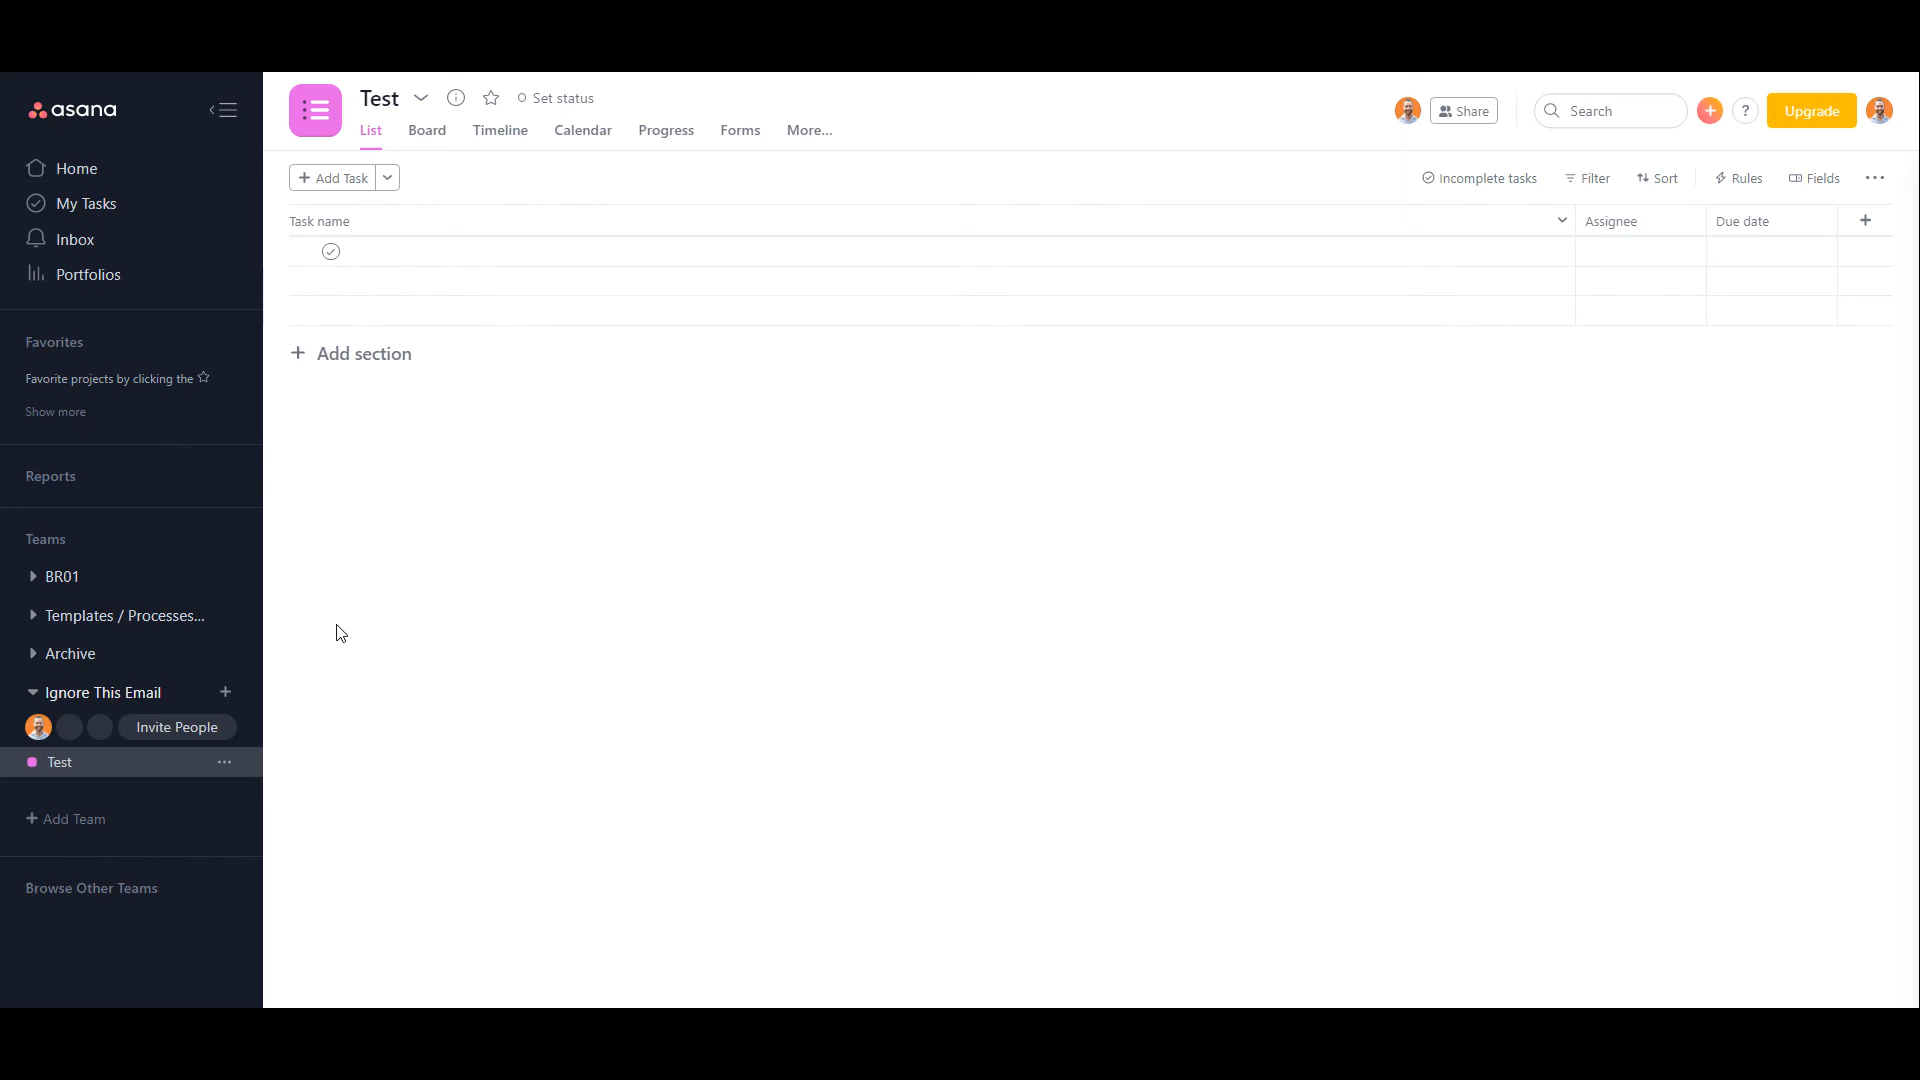 asana
Home
My Tasks
Inbox
Portfolios
Favorites
Favorite projects by clicking the
Show more
Reports
Teams
BR01
Templates / Processes...
Archive
Ignore This Email
Invite People
Test
Add Team
Browse Other Teams
Test
Set status
List Board Timeline Calendar Progress Forms More...
Share
Search
?
Upgrade
Add Task
Incomplete tasks Filter Sort Rules Fields
Task name Assignee Due date
Add section